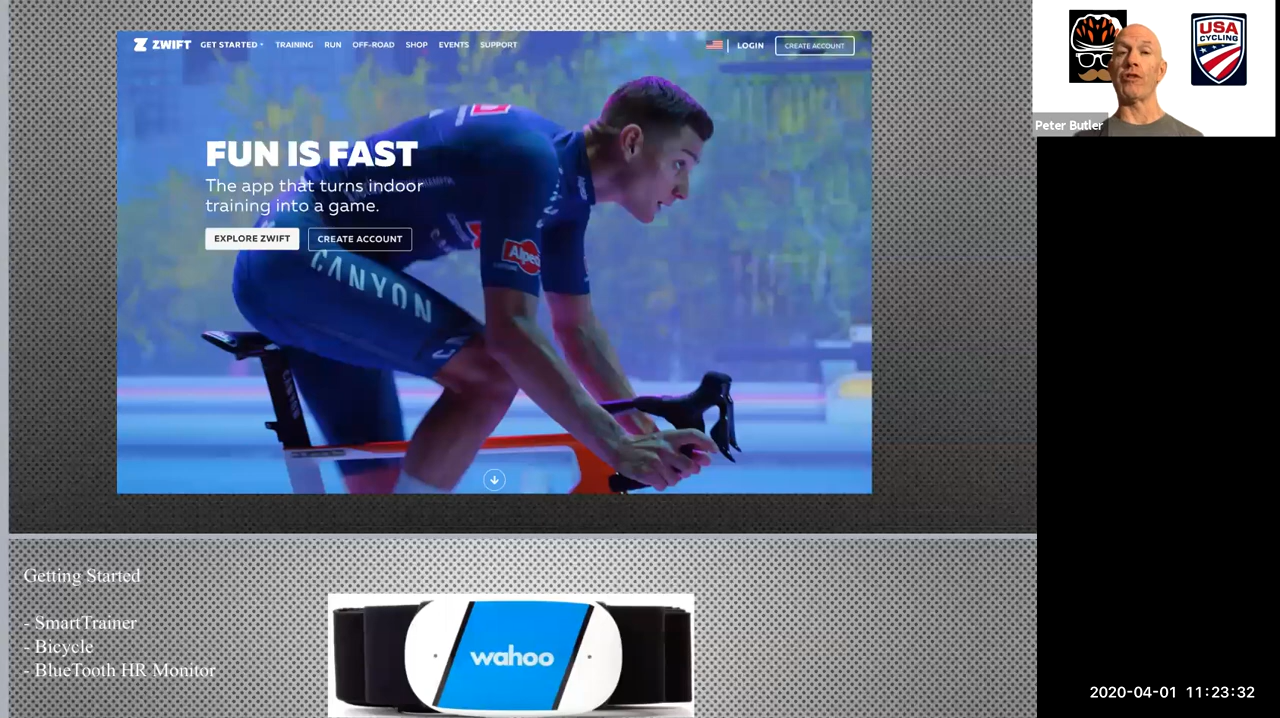 ZWIFT GET STARTED TRAINING RUN OFF-ROAD SHOP EVENTS SUPPORT LOGIN CREATE ACCOUNT
FUN IS FAST
The app that turns indoor
training into a game.
EXPLORE ZWIFT CREATE ACCOUNT
CANYON
USA
CYCLING
Peter Butler
Getting Started
- SmartTrainer
- Bicycle
- BlueTooth HR Monitor
wahoo
2020-04-01 11:23:32